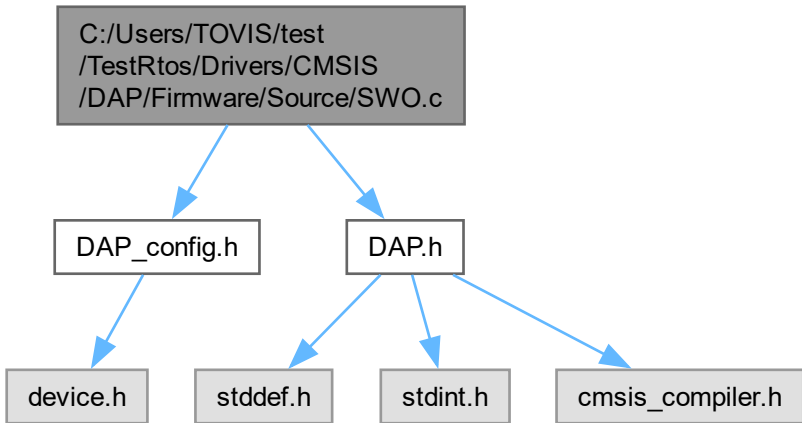 C:/Users/TOVIS/test
/TestRtos/Drivers/CMSIS
/DAP/Firmware/Source/SWO.c
DAP_config.h
DAP.h
device.h
stddef.h
stdint.h
cmsis_compiler.h